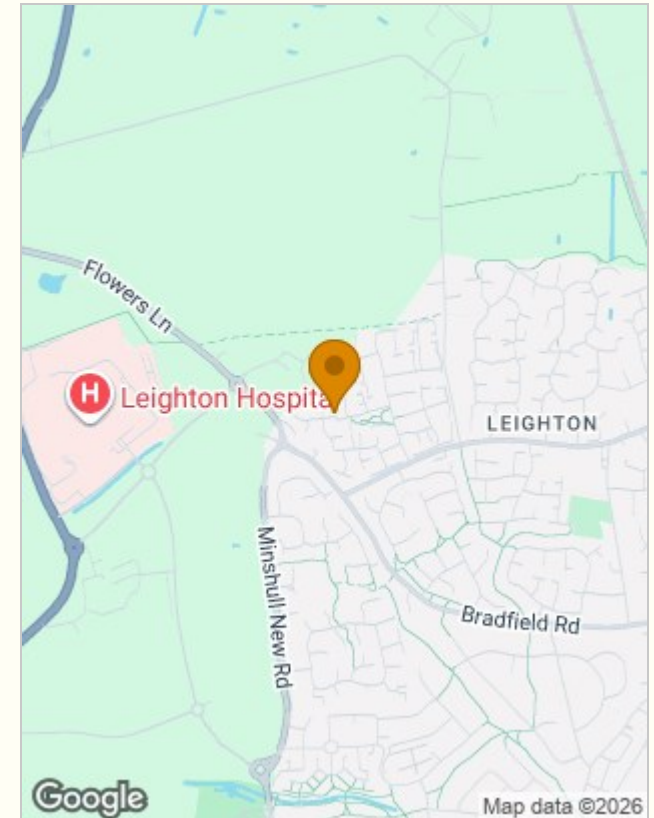 Flowers Ln
H
Leighton Hospital
LEIGHTON
Minshull New Rd
Bradfield Rd
Google
Map data ©2026